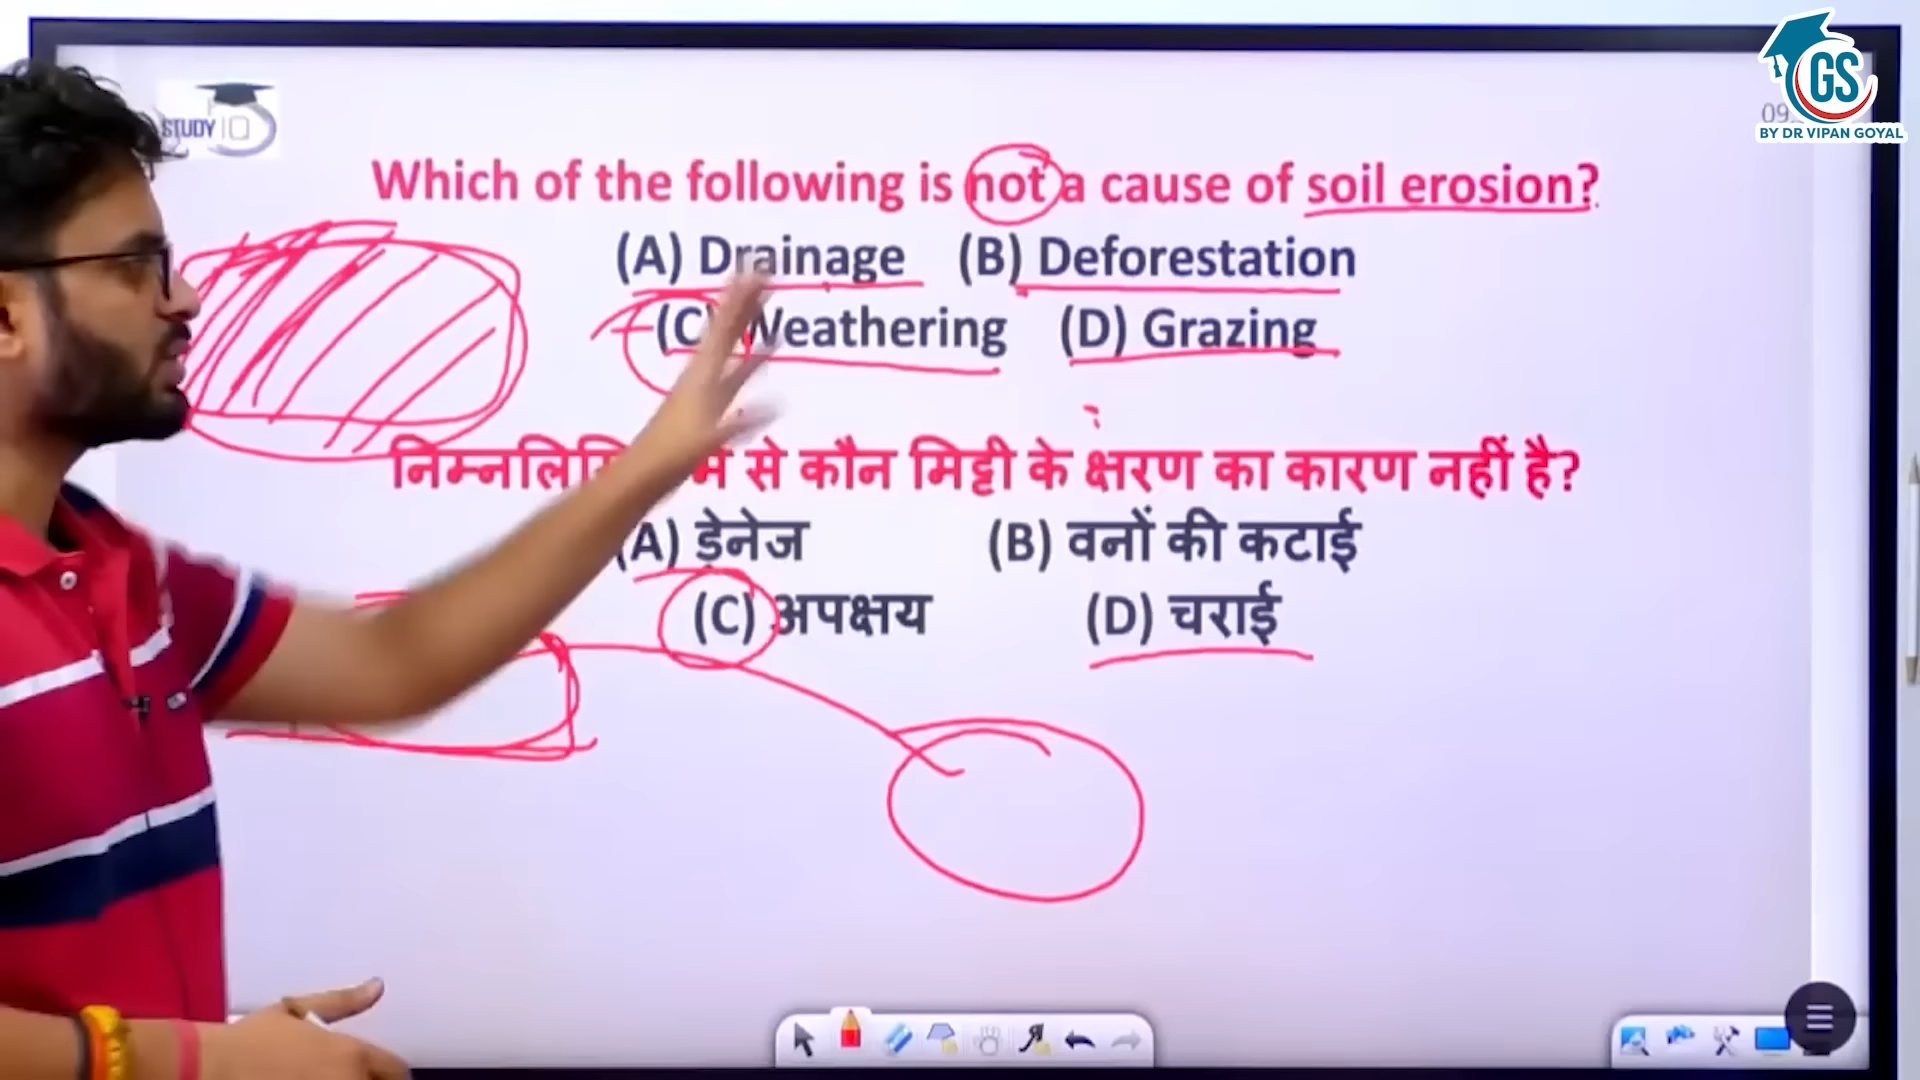 GS
BY DR VIPAN GOYAL
STUDY IQ
09
Which of the following is not a cause of soil erosion?
(A) Drainage (B) Deforestation
(C) Weathering (D) Grazing
से कौन मिट्टी के क्षरण का कारण नहीं है?
(A) ड्रेनेज (B) वनों की कटाई
(C) अपक्षय (D) चराई